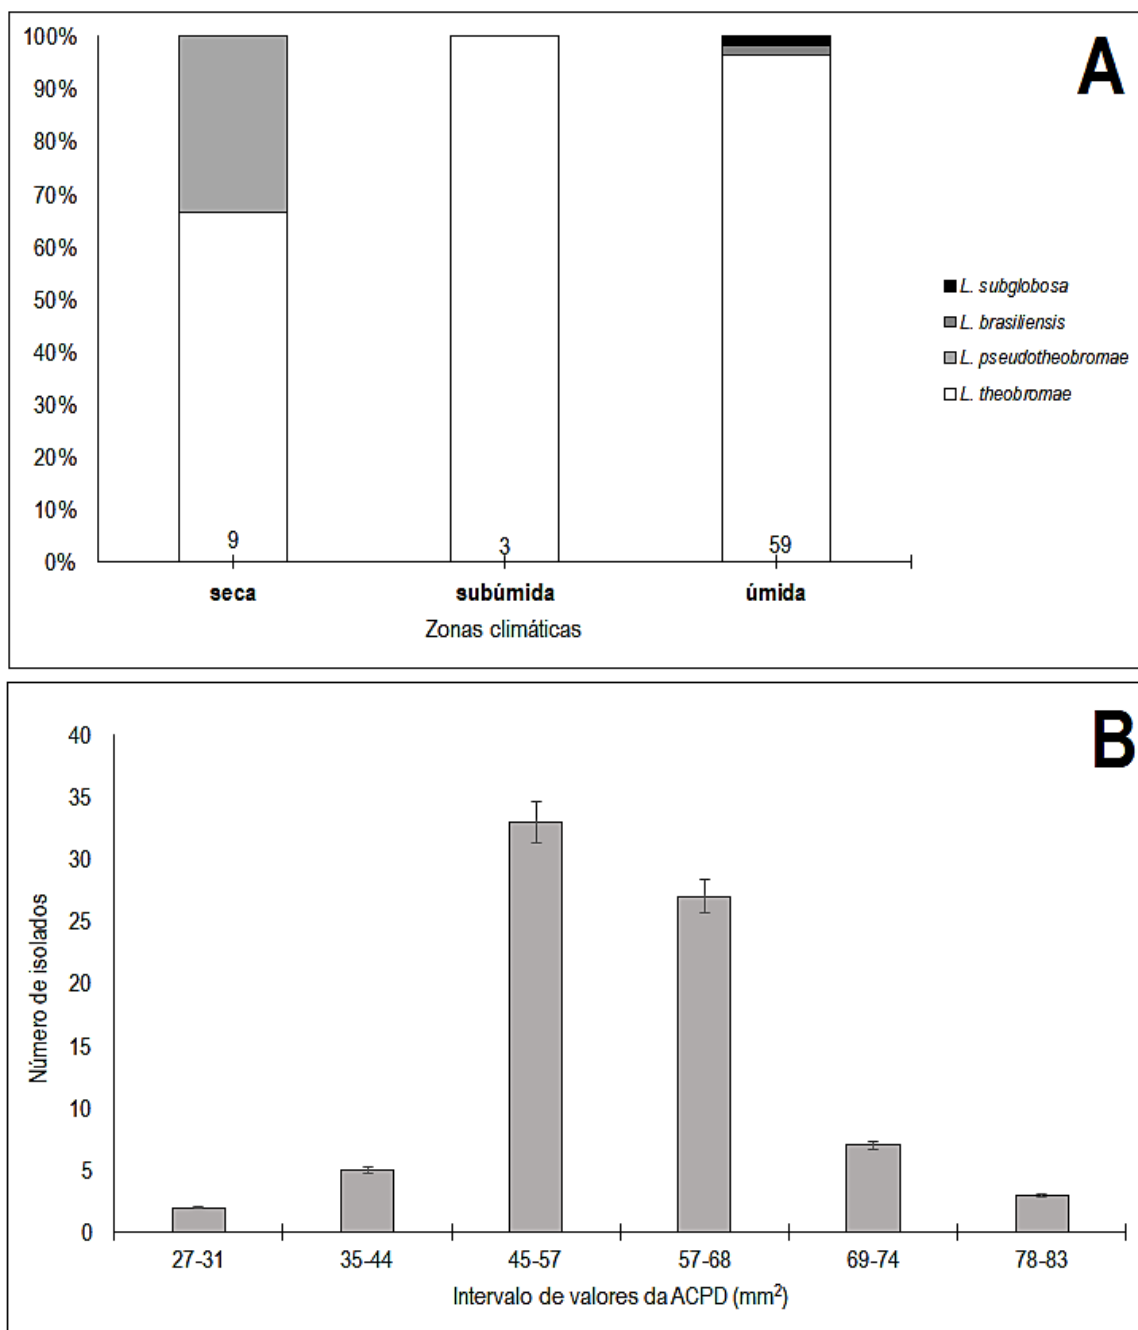 A
100%
90%
80%
70%
60%
50%
40%
30%
20%
10%
0%
9
3
59
seca
subúmida
úmida
Zonas climáticas
L. subglobosa
L. brasiliensis
L. pseudotheobromae
L. theobromae
B
Número de isolados
40
35
30
25
20
15
10
5
0
27-31
35-44
45-57
57-68
69-74
78-83
Intervalo de valores da ACPD (mm²)